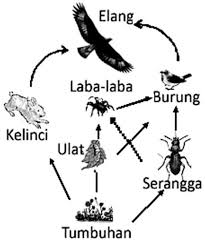 Elang
Laba-laba
Burung
Kelinci
Ulat
Serangga
Tumbuhan